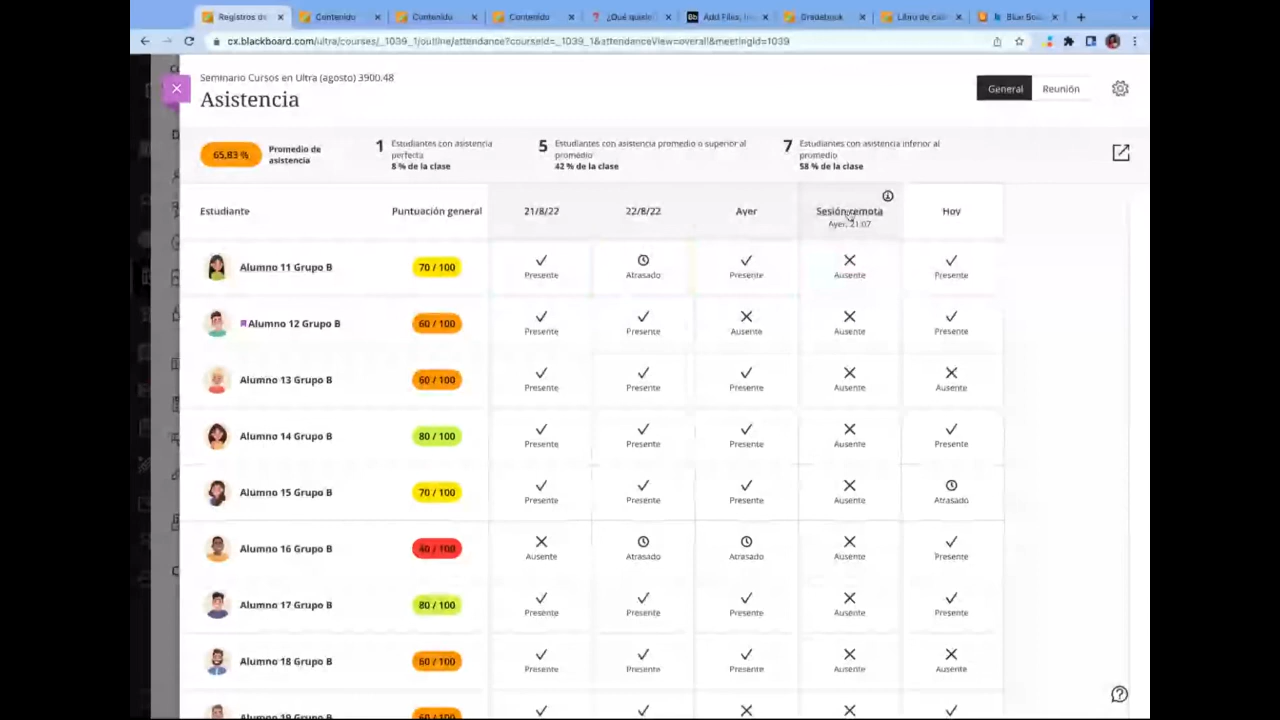 Registros de
Contenido
Contenido
Contenido
Add Files, In
Gradebook
Libro de cali
cx.blackboard.com/ultra/courses/_1039_1/outline/attendance?courseId=_1039_1&attendanceView=overall&meetingId=1039
Seminario Cursos en Ultra (agosto) 3900.48
Asistencia
General
Reunión
65,83 %
Promedio de
asistencia
1
Estudiantes con asistencia
perfecta
8 % de la clase
5
Estudiantes con asistencia promedio o superior al
promedio
42 % de la clase
7
Estudiantes con asistencia inferior al
promedio
58 % de la clase
Estudiante Puntuación general 21/8/22 22/8/22 Ayer Sesión remota Hoy
Ayer, 21:07
Alumno 11 Grupo B 70 / 100 Presente Atrasado Presente Ausente Presente
Alumno 12 Grupo B 60 / 100 Presente Presente Ausente Ausente Presente
Alumno 13 Grupo B 60 / 100 Presente Presente Presente Ausente Ausente
Alumno 14 Grupo B 80 / 100 Presente Presente Presente Ausente Presente
Alumno 15 Grupo B 70 / 100 Presente Presente Presente Ausente Atrasado
Alumno 16 Grupo B 40 / 100 Ausente Atrasado Atrasado Ausente Presente
Alumno 17 Grupo B 80 / 100 Presente Presente Presente Ausente Presente
Alumno 18 Grupo B 60 / 100 Presente Presente Presente Ausente Ausente
Alumno 19 Grupo B 60 / 100